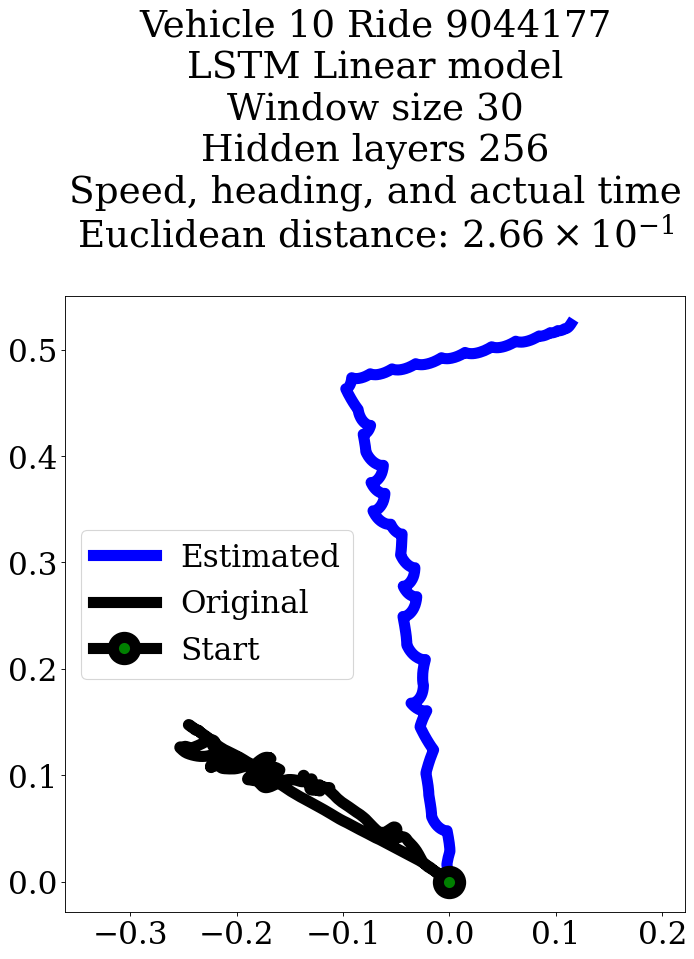 Vehicle 10 Ride 9044177
LSTM Linear model
Window size 30
Hidden layers 256
Speed, heading, and actual time
Euclidean distance: 2.66 × 10⁻¹
0.5
0.4
0.3
0.2
0.1
0.0
Estimated
Original
Start
−0.3 −0.2 −0.1 0.0 0.1 0.2